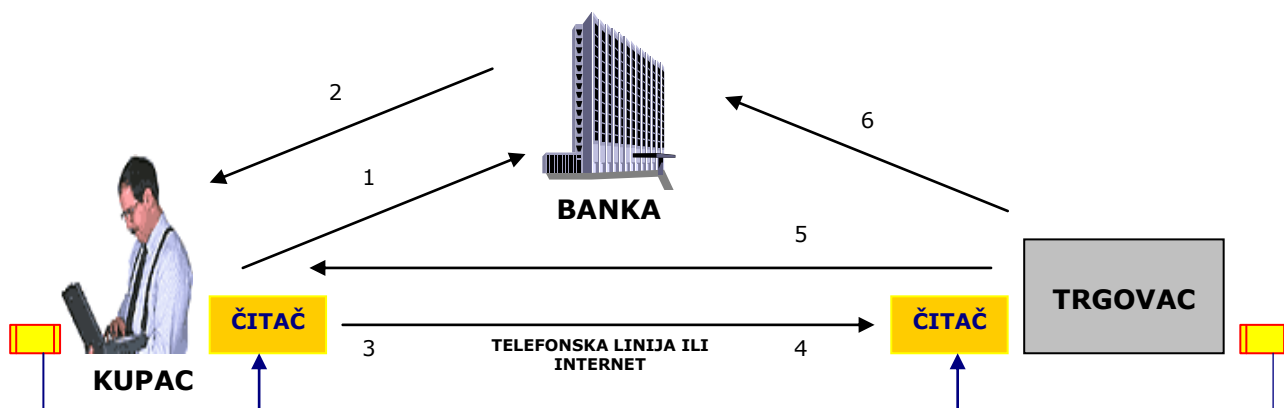 2
6
1
BANKA
5
TRGOVAC
ČITAČ
ČITAČ
3
TELEFONSKA LINIJA ILI
INTERNET
4
KUPAC